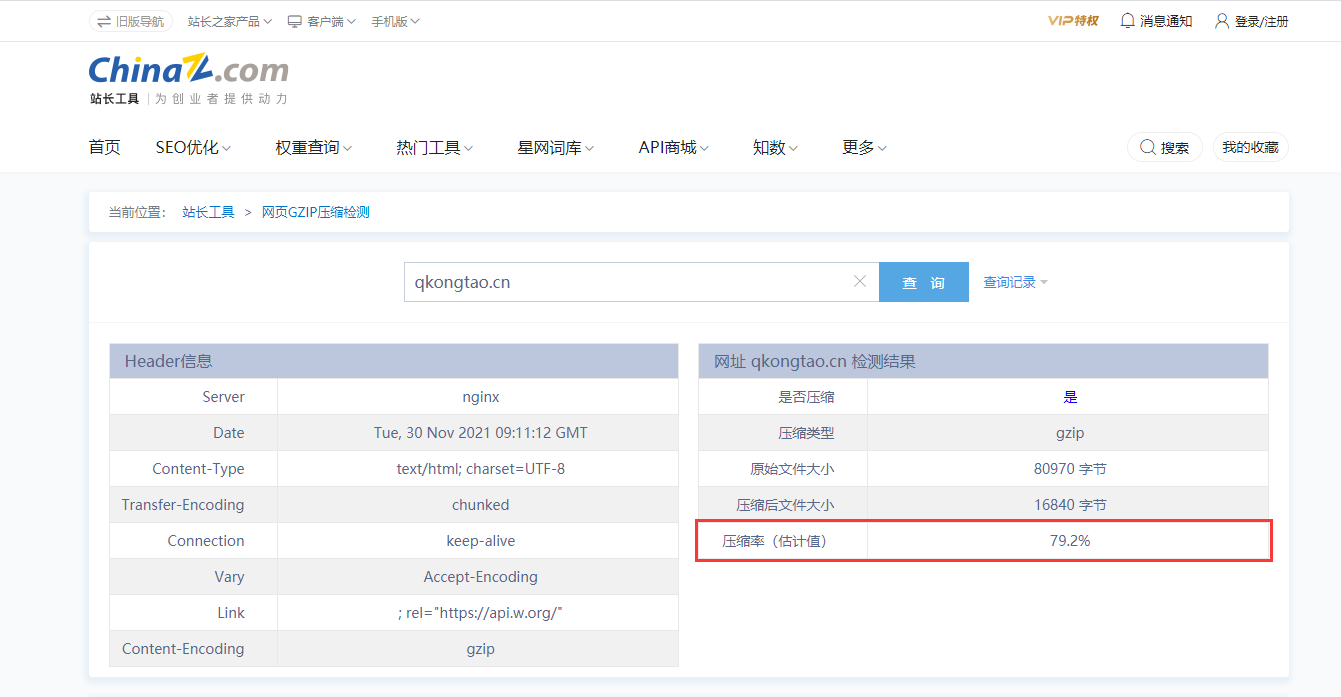 旧版导航 站长之家产品 客户端 手机版 VIP特权 消息通知 登录/注册
ChinaZ.com
站长工具 为创业者提供动力
首页 SEO优化 权重查询 热门工具 星网词库 API商城 知数 更多 搜索 我的收藏
当前位置： 站长工具 > 网页GZIP压缩检测
qkongtao.cn 查 询 查询记录
Header信息
Server nginx
Date Tue, 30 Nov 2021 09:11:12 GMT
Content-Type text/html; charset=UTF-8
Transfer-Encoding chunked
Connection keep-alive
Vary Accept-Encoding
Link ; rel="https://api.w.org/"
Content-Encoding gzip
网址 qkongtao.cn 检测结果
是否压缩 是
压缩类型 gzip
原始文件大小 80970 字节
压缩后文件大小 16840 字节
压缩率（估计值） 79.2%